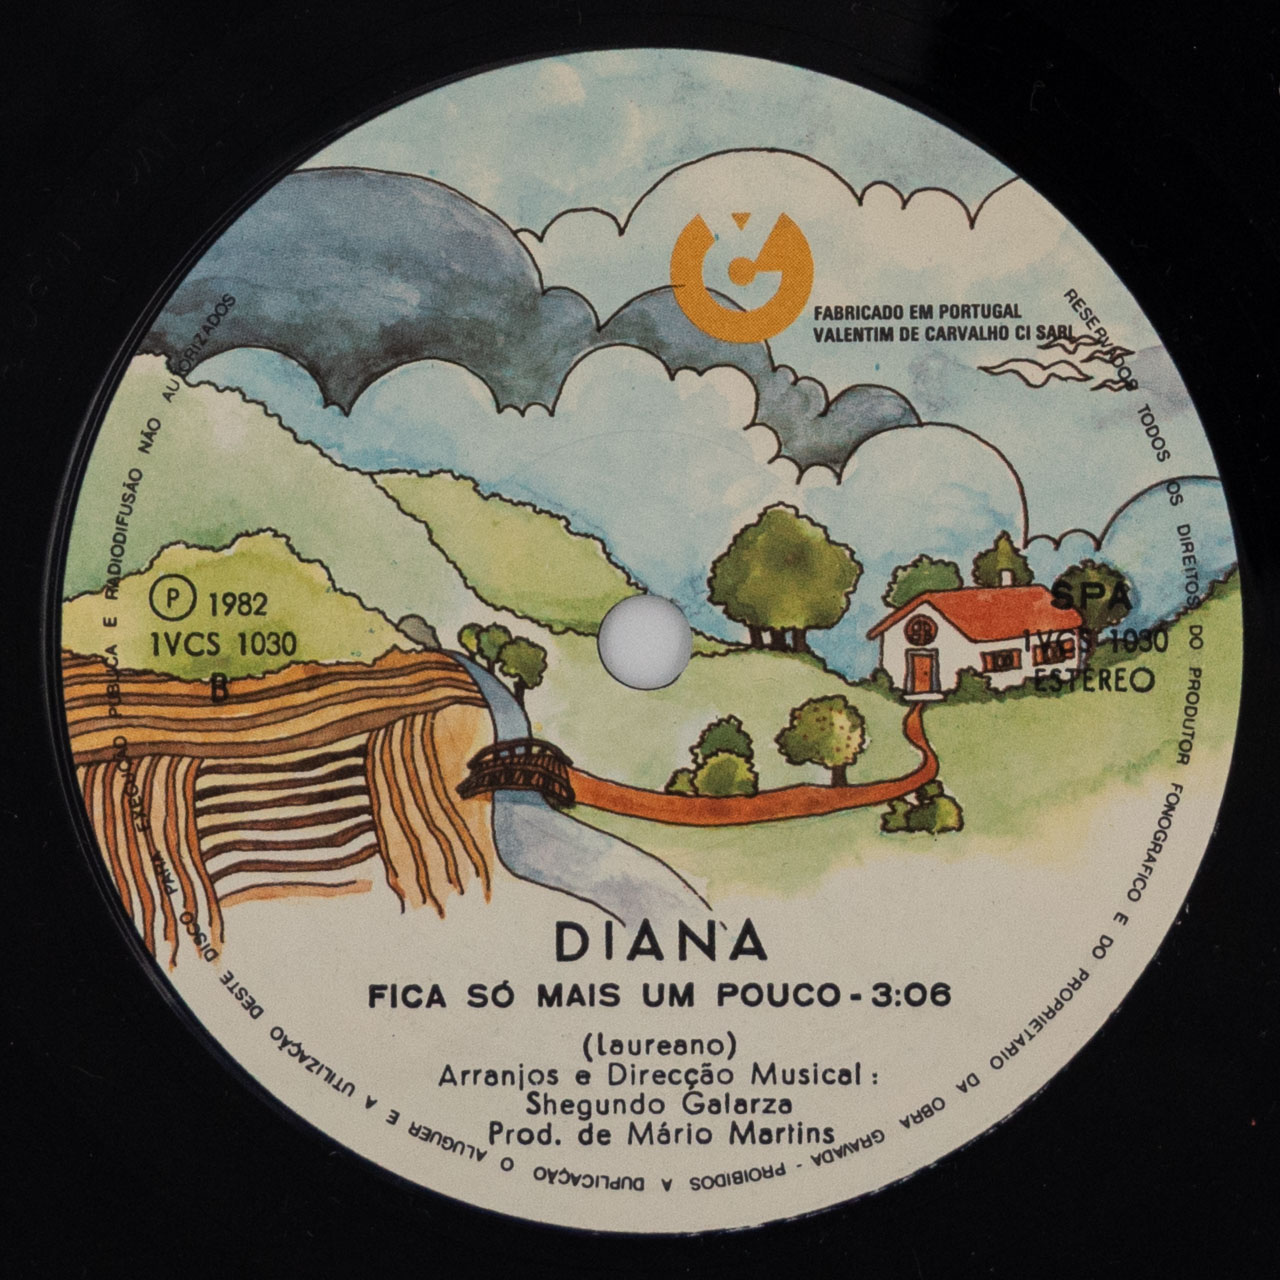 FABRICADO EM PORTUGAL
VALENTIM DE CARVALHO CI SARL
Ⓟ 1982
1VCS 1030
B
SPA
1VCS 1030
ESTEREO
DIANA
FICA SÓ MAIS UM POUCO - 3:06
(Laureano)
Arranjos e Direcção Musical :
Shegundo Galarza
Prod. de Mário Martins
RESERVADOS TODOS OS DIREITOS DO PRODUTOR FONOGRAFICO E DO PROPRIETARIO DA OBRA GRAVADA - PROIBIDOS A DUPLICAÇÃO O ALUGUER E A UTILIZAÇÃO DESTE DISCO PARA EXECUÇÃO PUBLICA E RADIODIFUSÃO NÃO AUTORIZADOS